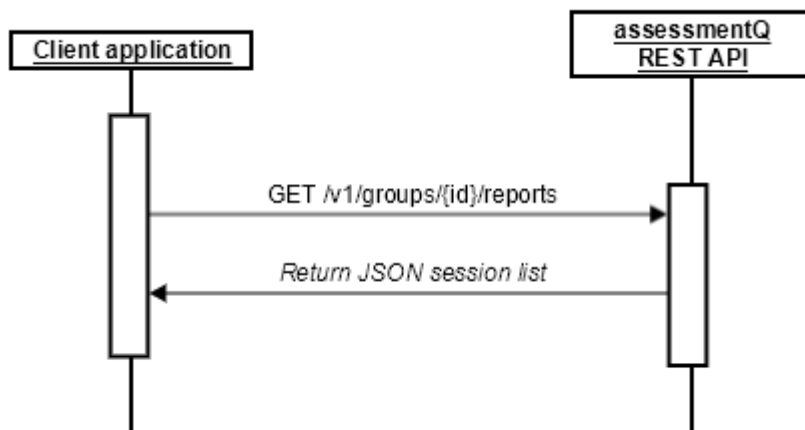 Client application
assessmentQ
REST API
GET /v1/groups/{id}/reports
Return JSON session list